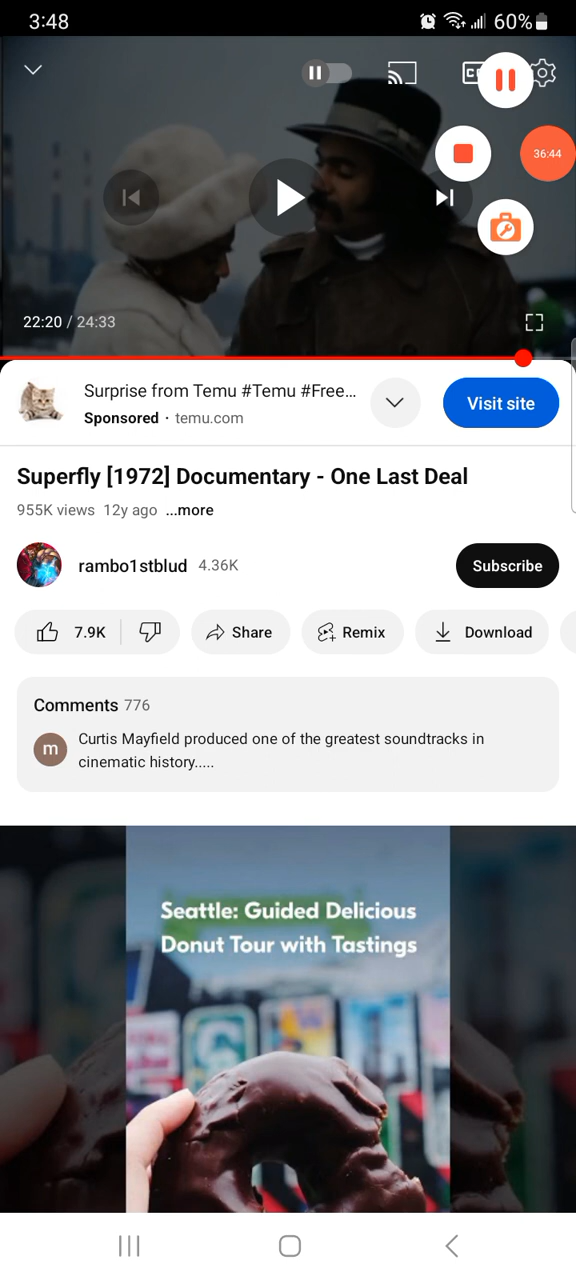 3:48
60%
CC
36:44
22:20 / 24:33
Surprise from Temu #Temu #Free...
Sponsored · temu.com
Visit site
Superfly [1972] Documentary - One Last Deal
955K views 12y ago ...more
rambo1stblud 4.36K
Subscribe
7.9K
Share
Remix
Download
Comments 776
m
Curtis Mayfield produced one of the greatest soundtracks in
cinematic history.....
Seattle: Guided Delicious
Donut Tour with Tastings